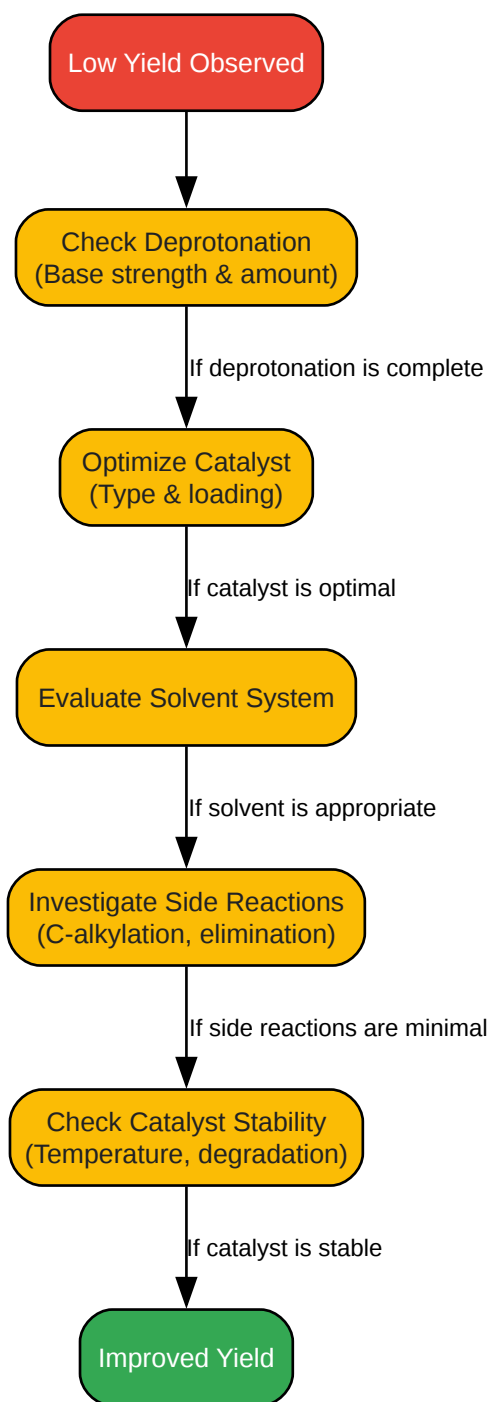 Low Yield Observed
Check Deprotonation
(Base strength & amount)
If deprotonation is complete
Optimize Catalyst
(Type & loading)
If catalyst is optimal
Evaluate Solvent System
If solvent is appropriate
Investigate Side Reactions
(C-alkylation, elimination)
If side reactions are minimal
Check Catalyst Stability
(Temperature, degradation)
If catalyst is stable
Improved Yield